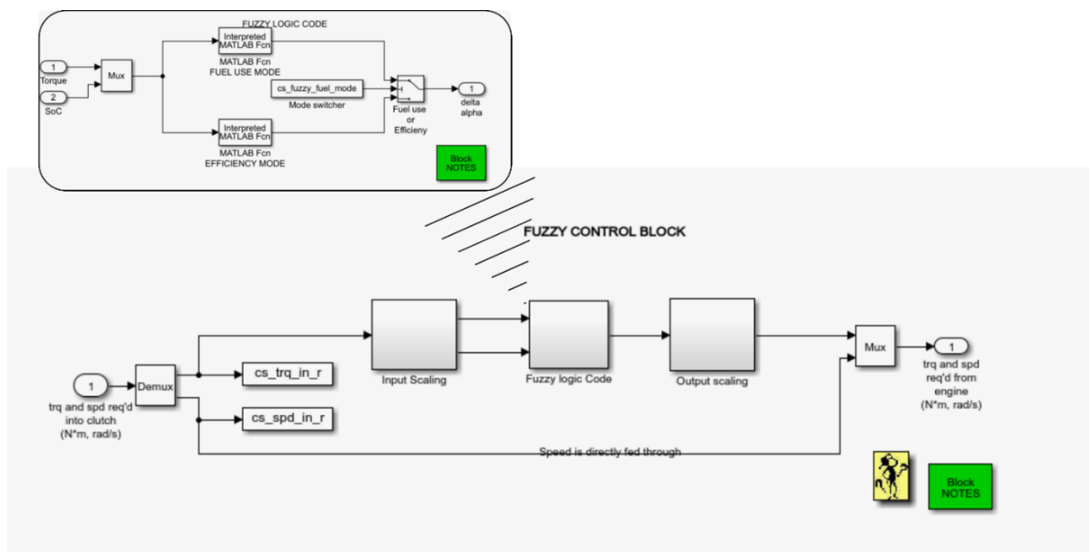 FUZZY LOGIC CODE
Interpreted
MATLAB Fcn
MATLAB Fcn
FUEL USE MODE
1
Torque
Mux
2
SoC
cs_fuzzy_fuel_mode
Mode switcher
Fuel use
or
Efficieny
1
delta
alpha
Interpreted
MATLAB Fcn
MATLAB Fcn
EFFICIENCY MODE
Block
NOTES
FUZZY CONTROL BLOCK
1
trq and spd req'd
into clutch
(N*m, rad/s)
Demux
cs_trq_in_r
cs_spd_in_r
Input Scaling
Fuzzy logic Code
Output scaling
Mux
1
trq and spd
req'd from
engine
(N*m, rad/s)
Speed is directly fed through
Block
NOTES